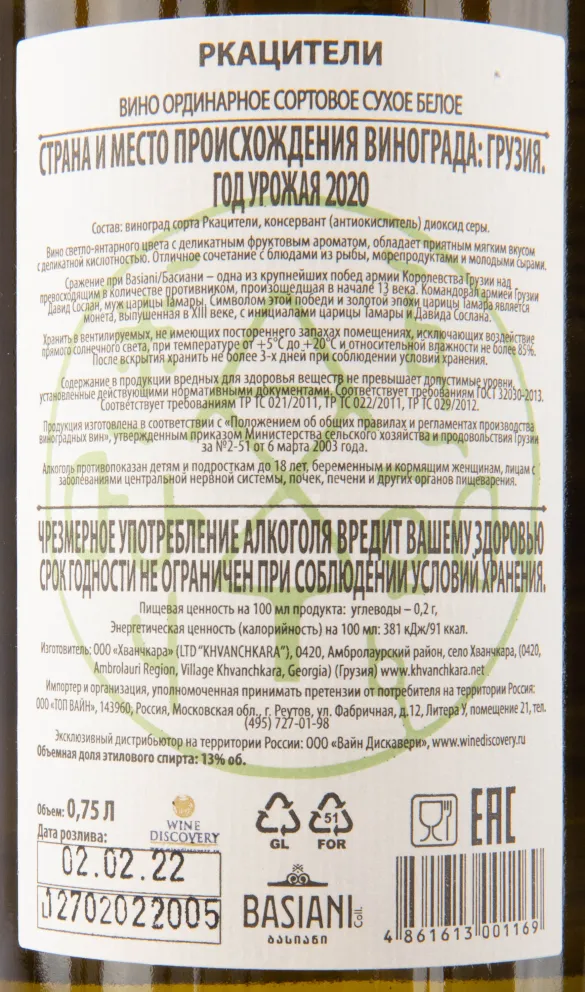 РКАЦИТЕЛИ
ВИНО ОРДИНАРНОЕ СОРТОВОЕ СУХОЕ БЕЛОЕ
СТРАНА И МЕСТО ПРОИСХОЖДЕНИЯ ВИНОГРАДА: ГРУЗИЯ.
ГОД УРОЖАЯ 2020
Состав: виноград сорта Ркацители, консервант (антиокислитель) диоксид серы.
Вино светло-янтарного цвета с деликатным фруктовым ароматом, обладает приятным мягким вкусом
с деликатной кислотностью. Отличное сочетание с блюдами из рыбы, морепродуктами и молодыми сырами.
Сражение при Basiani/Басиани – одна из крупнейших побед армии Королевства Грузии над
превосходящим в количестве противником, произошедшая в начале 13 века. Командовал армией Грузии
Давид Сослан, муж царицы Тамары. Символом этой победы и золотой эпохи царицы Тамара является
монета, выпущенная в XIII веке, с инициалами царицы Тамары и Давида Сослана.
Хранить в вентилируемых, не имеющих постороннего запахах помещениях, исключающих воздействие
прямого солнечного света, при температуре от +5°С до +20°С и относительной влажности не более 85%.
После вскрытия хранить не более 3-х дней при соблюдении условий хранения.
Содержание в продукции вредных для здоровья веществ не превышает допустимые уровни,
установленные действующими нормативными документами. Соответствует требованиям ГОСТ 32030-2013.
Соответствует требованиям ТР ТС 021/2011, ТР ТС 022/2011, ТР ТС 029/2012.
Продукция изготовлена в соответствии с «Положением об общих правилах и регламентах производства
виноградных вин», утвержденным приказом Министерства сельского хозяйства и продовольствия Грузии
за №2-51 от 6 марта 2003 года.
Алкоголь противопоказан детям и подросткам до 18 лет, беременным и кормящим женщинам, лицам с
заболеваниями центральной нервной системы, почек, печени и других органов пищеварения.
ЧРЕЗМЕРНОЕ УПОТРЕБЛЕНИЕ АЛКОГОЛЯ ВРЕДИТ ВАШЕМУ ЗДОРОВЬЮ
СРОК ГОДНОСТИ НЕ ОГРАНИЧЕН ПРИ СОБЛЮДЕНИИ УСЛОВИЙ ХРАНЕНИЯ.
Пищевая ценность на 100 мл продукта: углеводы – 0,2 г,
Энергетическая ценность (калорийность) на 100 мл: 381 кДж/91 ккал.
Изготовитель: ООО «Хванчкара» (LTD “KHVANCHKARA”), 0420, Амбролаурский район, село Хванчкара, (0420,
Ambrolauri Region, Village Khvanchkara, Georgia) (Грузия) www.khvanchkara.net
Импортер и организация, уполномоченная принимать претензии от потребителя на территории Россия:
ООО «ТОП ВАЙН», 143960, Россия, Московская обл., г. Реутов, ул. Фабричная, д.12, Литера У, помещение 21, тел.
(495) 727-01-98
Эксклюзивный дистрибьютор на территории России: ООО «Вайн Дискавери», www.winediscovery.ru
Объемная доля этилового спирта: 13% об.
Объем: 0,75 Л
Дата розлива:
02.02.22
J2702022005
WINE
DISCOVERY
GL
51
FOR
BASIANI Coll.
ᲑᲐᲡᲘᲐᲜᲘ
EAC
4 861613 001169